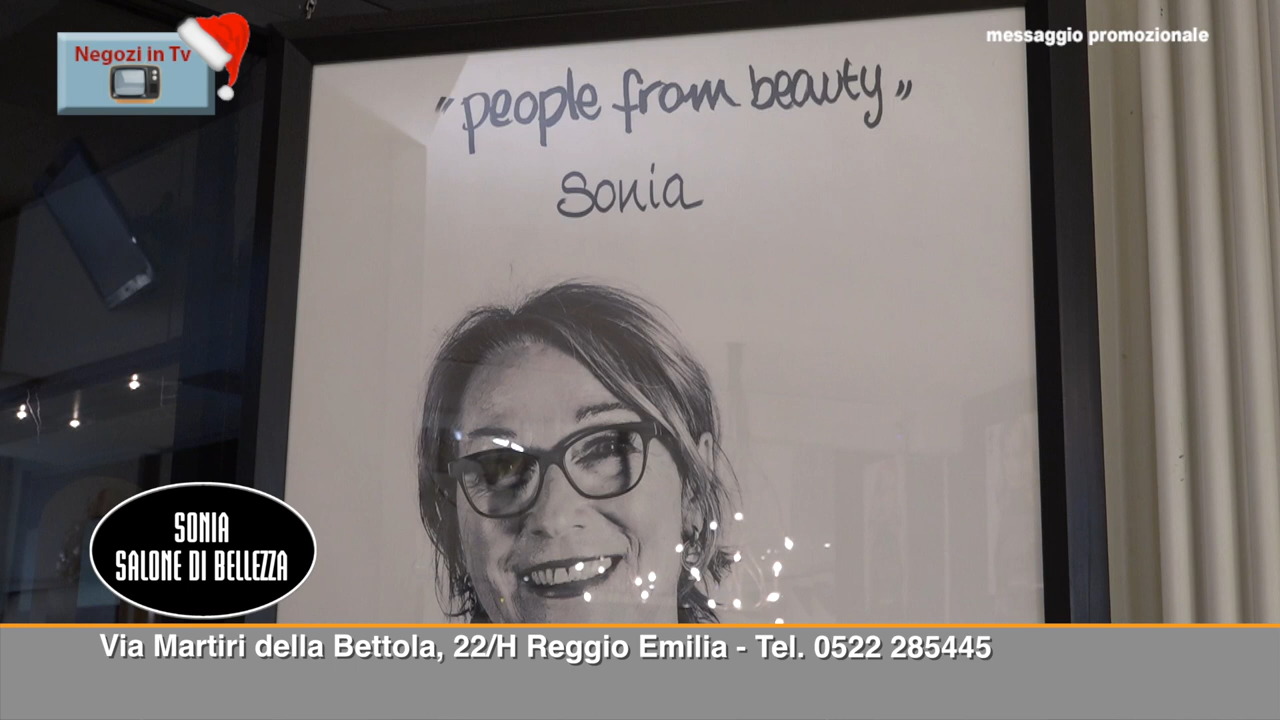 Negozi in Tv
messaggio promozionale
"people from beauty"
Sonia
SONIA
SALONE DI BELLEZZA
Via Martiri della Bettola, 22/H Reggio Emilia - Tel. 0522 285445